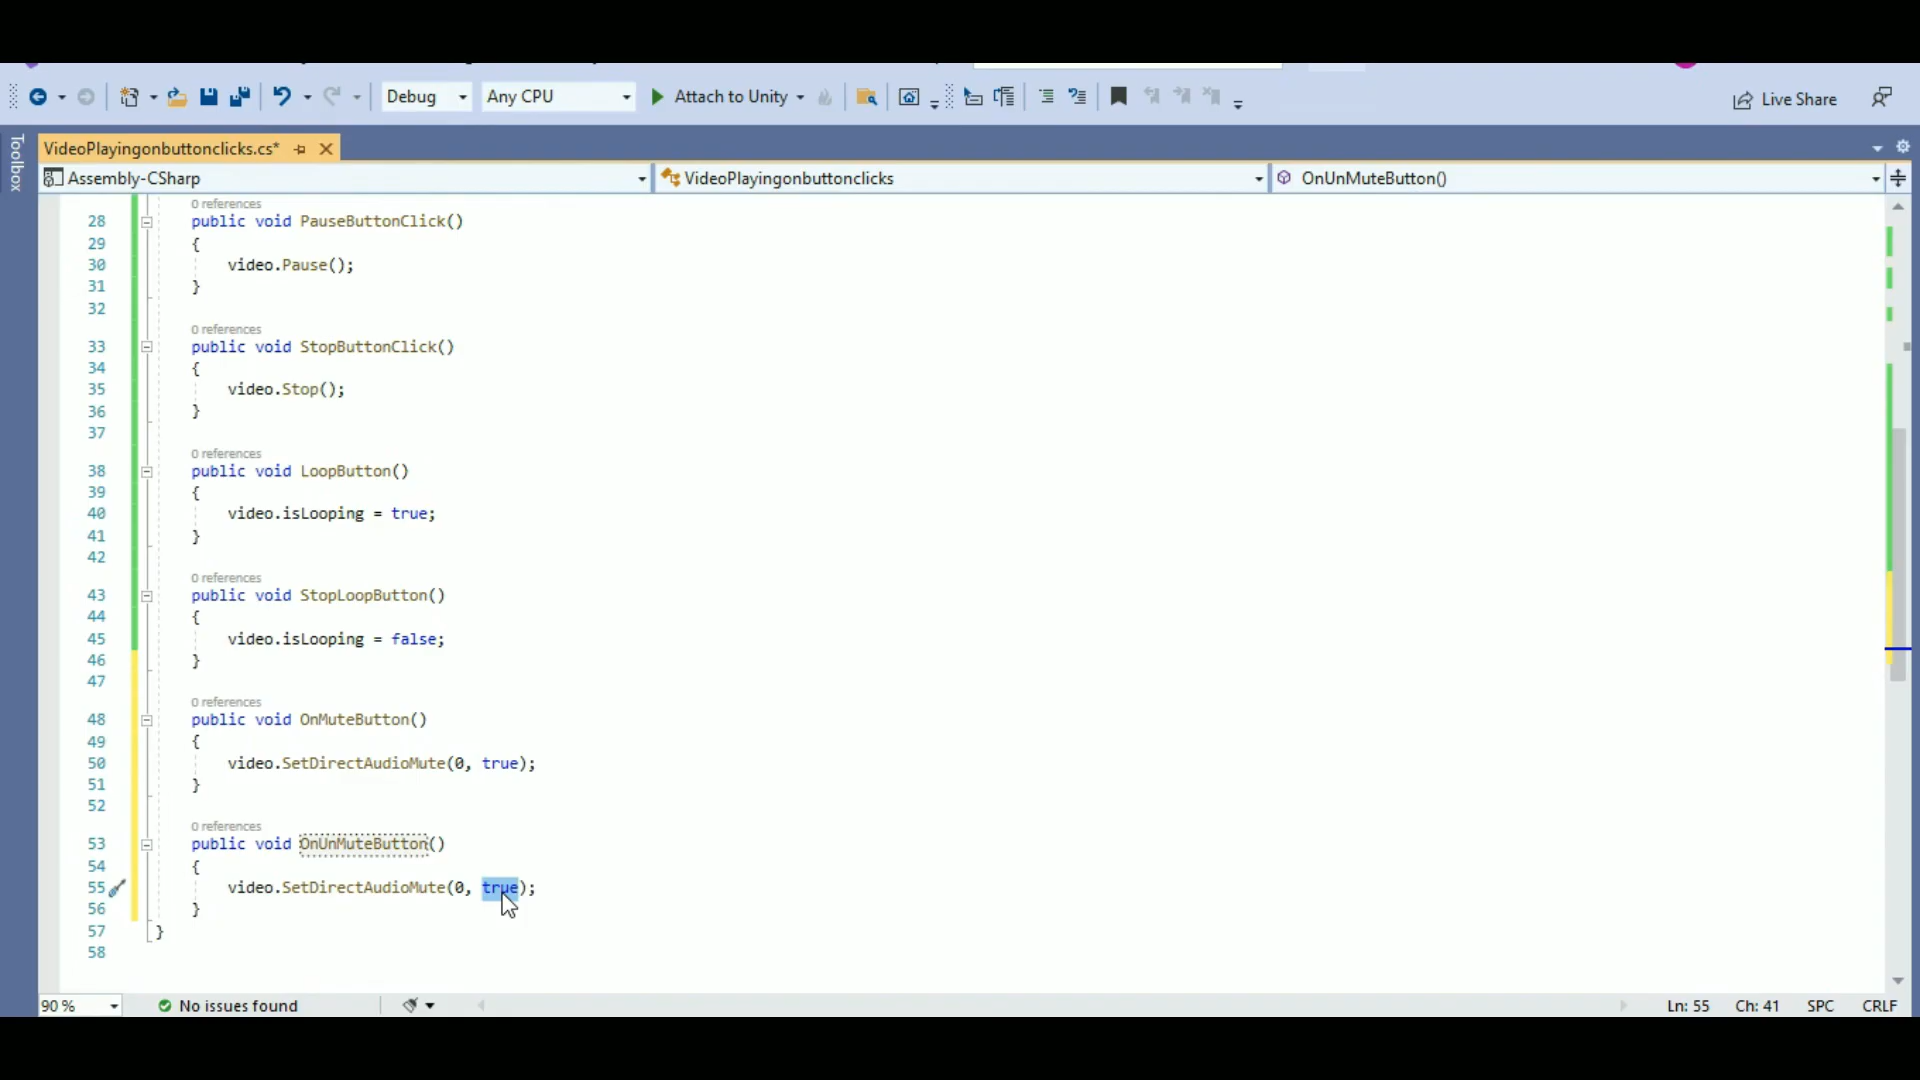 Debug
Any CPU
Attach to Unity
Live Share
Toolbox
VideoPlayingonbuttonclicks.cs*
Assembly-CSharp
VideoPlayingonbuttonclicks
OnUnMuteButton()
0 references
28 public void PauseButtonClick()
29 {
30 video.Pause();
31 }
32
0 references
33 public void StopButtonClick()
34 {
35 video.Stop();
36 }
37
0 references
38 public void LoopButton()
39 {
40 video.isLooping = true;
41 }
42
0 references
43 public void StopLoopButton()
44 {
45 video.isLooping = false;
46 }
47
0 references
48 public void OnMuteButton()
49 {
50 video.SetDirectAudioMute(0, true);
51 }
52
0 references
53 public void OnUnMuteButton()
54 {
55 video.SetDirectAudioMute(0, true);
56 }
57 }
58
90 %
No issues found
Ln: 55
Ch: 41
SPC
CRLF